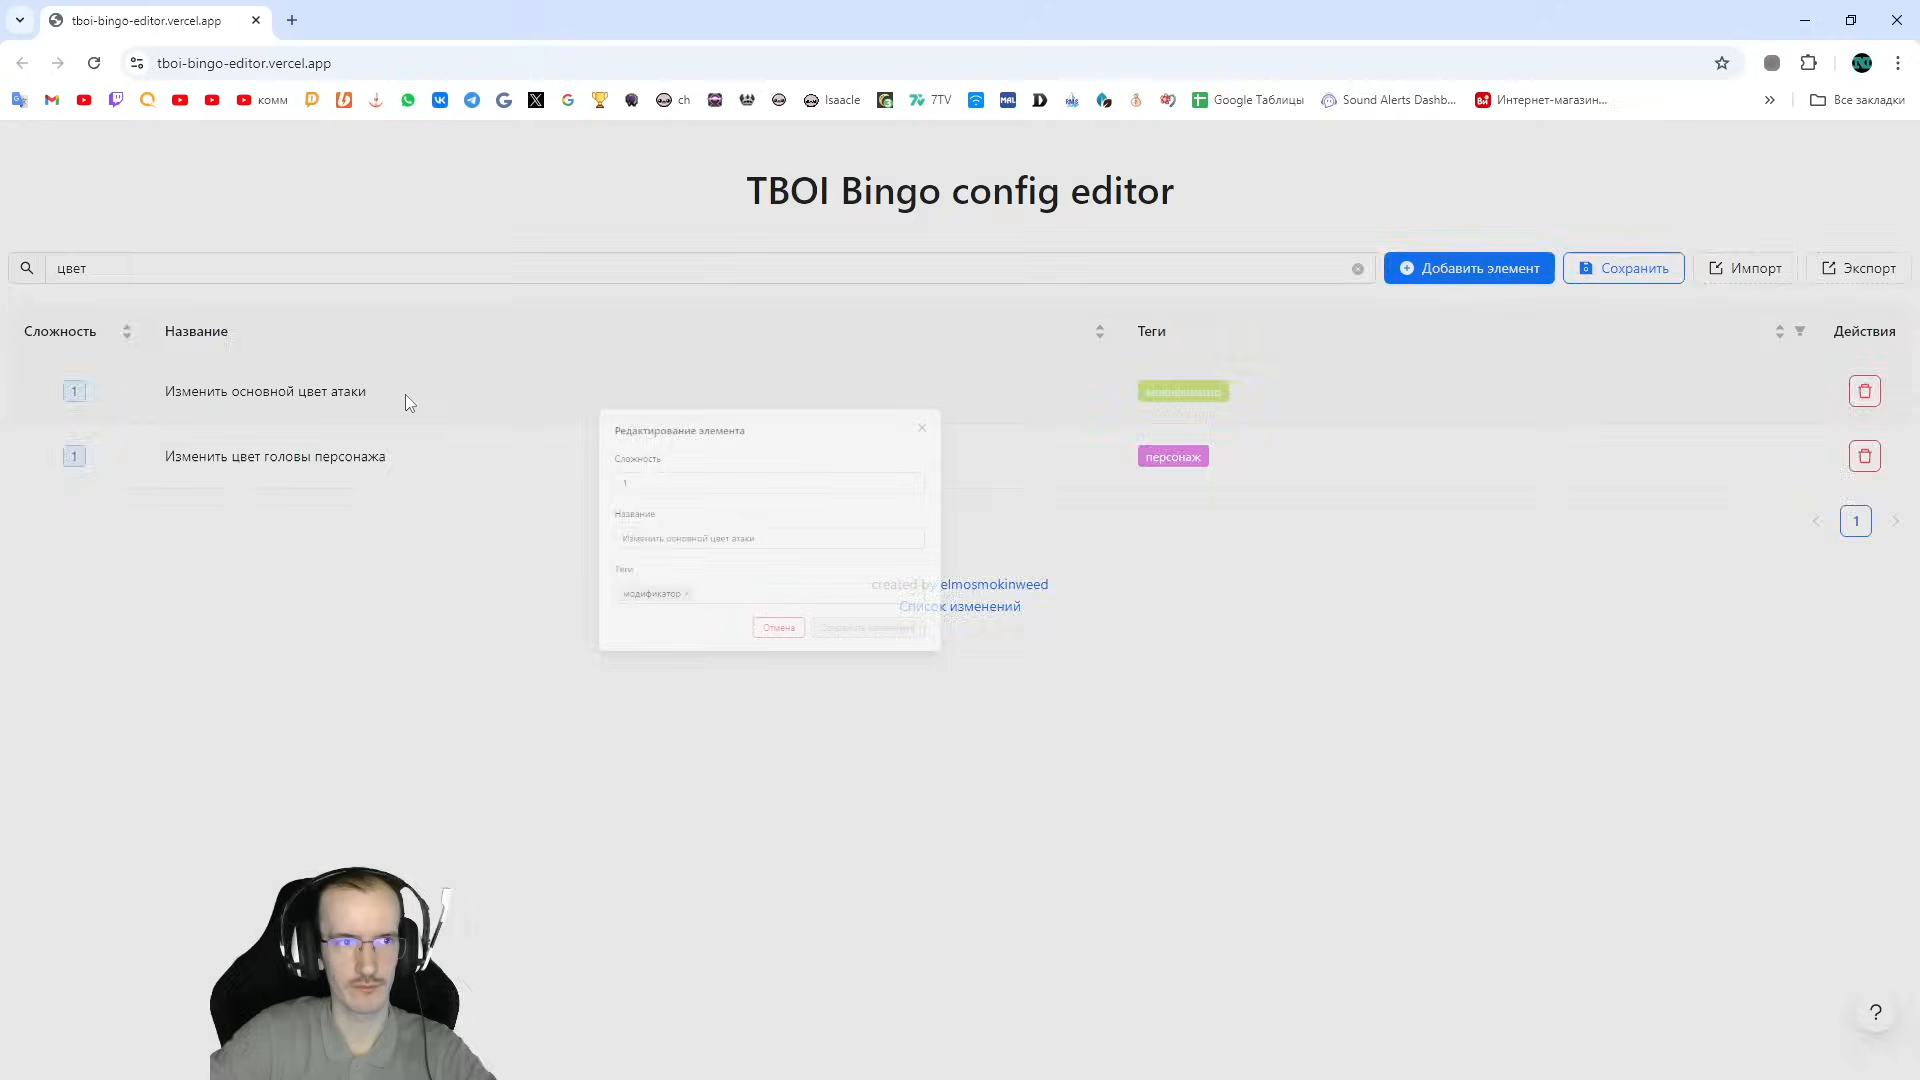 tboi-bingo-editor.vercel.app
tboi-bingo-editor.vercel.app
комм
ch
Isaacle
7TV
Google Таблицы
Sound Alerts Dashb...
Интернет-магазин...
Все закладки
TBOI Bingo config editor
цвет
Добавить элемент
Сохранить
Импорт
Экспорт
Сложность
Название
Теги
Действия
1
Изменить основной цвет атаки
модификатор
1
Изменить цвет головы персонажа
персонаж
1
Редактирование элемента
Сложность
1
Название
Изменить основной цвет атаки
Теги
модификатор
Отмена
created by elmosmokinweed
Список изменений
?